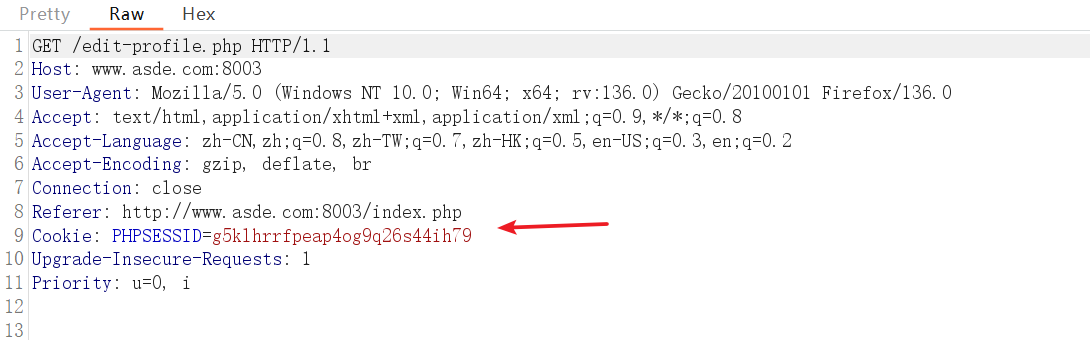 Pretty Raw Hex
1 GET /edit-profile.php HTTP/1.1
2 Host: www.asde.com:8003
3 User-Agent: Mozilla/5.0 (Windows NT 10.0; Win64; x64; rv:136.0) Gecko/20100101 Firefox/136.0
4 Accept: text/html,application/xhtml+xml,application/xml;q=0.9,*/*;q=0.8
5 Accept-Language: zh-CN,zh;q=0.8,zh-TW;q=0.7,zh-HK;q=0.5,en-US;q=0.3,en;q=0.2
6 Accept-Encoding: gzip, deflate, br
7 Connection: close
8 Referer: http://www.asde.com:8003/index.php
9 Cookie: PHPSESSID=g5klhrrfpeap4og9q26s44ih79
10 Upgrade-Insecure-Requests: 1
11 Priority: u=0, i
12
13